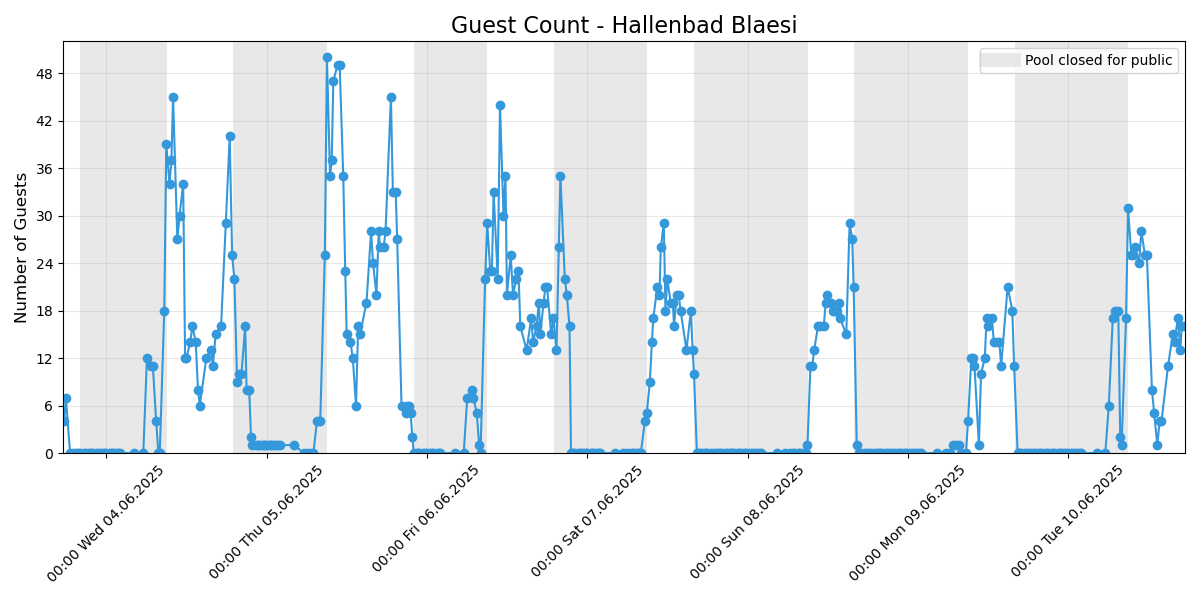 Guest Count - Hallenbad Blaesi
Pool closed for public
Number of Guests
48
42
36
30
24
18
12
6
0
00:00 Wed 04.06.2025
00:00 Thu 05.06.2025
00:00 Fri 06.06.2025
00:00 Sat 07.06.2025
00:00 Sun 08.06.2025
00:00 Mon 09.06.2025
00:00 Tue 10.06.2025